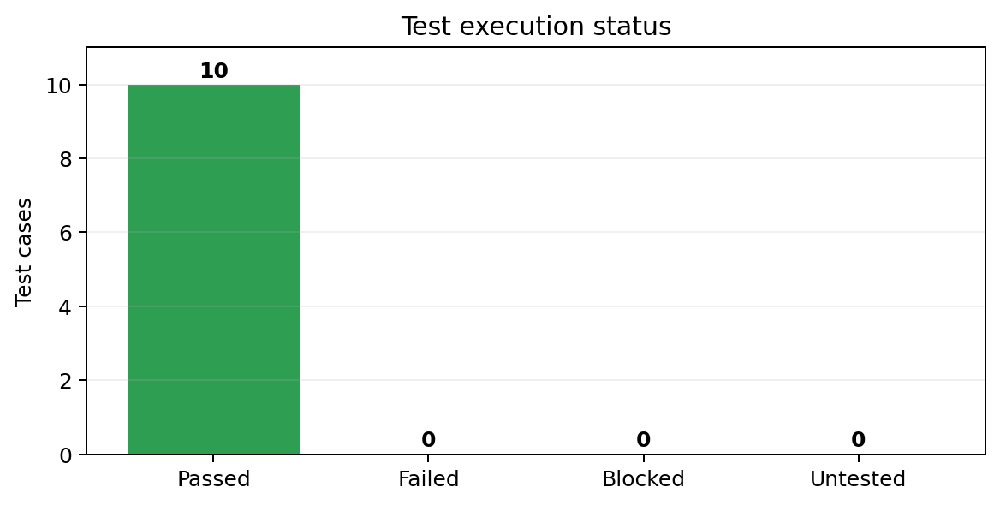 Test execution status
10
10
8
6
4
2
0
Test cases
0
0
0
Passed
Failed
Blocked
Untested